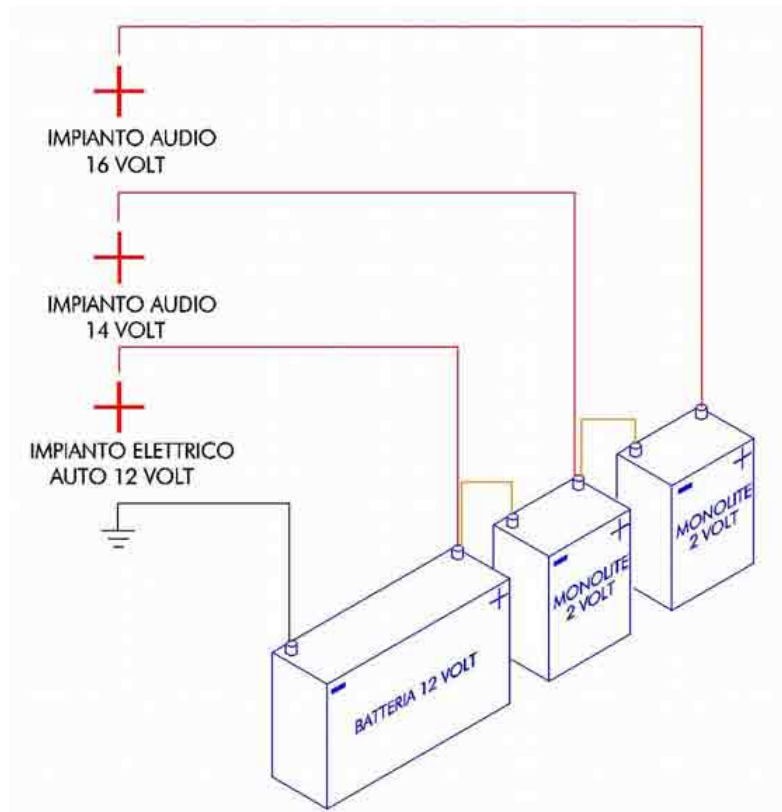 IMPIANTO AUDIO
16 VOLT
IMPIANTO AUDIO
14 VOLT
IMPIANTO ELETTRICO
AUTO 12 VOLT
MONOLITE
2 VOLT
MONOLITE
2 VOLT
BATTERIA 12 VOLT